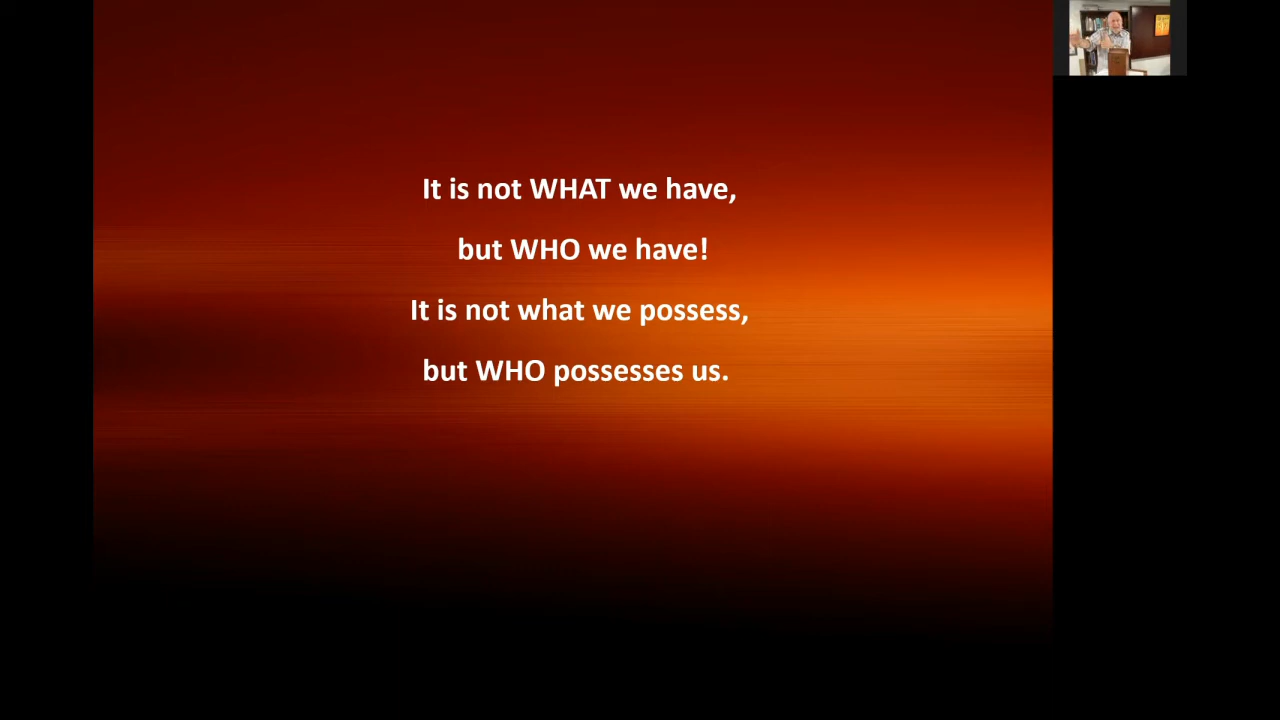 It is not WHAT we have,
but WHO we have!
It is not what we possess,
but WHO possesses us.